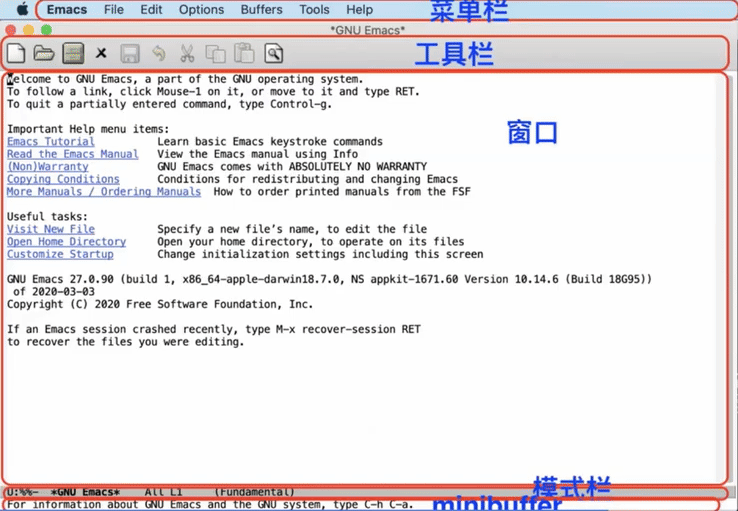 Emacs File Edit Options Buffers Tools Help 菜单栏
*GNU Emacs*
工具栏
Welcome to GNU Emacs, a part of the GNU operating system.
To follow a link, click Mouse-1 on it, or move to it and type RET.
To quit a partially entered command, type Control-g.
窗口
Important Help menu items:
Emacs Tutorial Learn basic Emacs keystroke commands
Read the Emacs Manual View the Emacs manual using Info
(Non)Warranty GNU Emacs comes with ABSOLUTELY NO WARRANTY
Copying Conditions Conditions for redistributing and changing Emacs
More Manuals / Ordering Manuals How to order printed manuals from the FSF
Useful tasks:
Visit New File Specify a new file’s name, to edit the file
Open Home Directory Open your home directory, to operate on its files
Customize Startup Change initialization settings including this screen
GNU Emacs 27.0.90 (build 1, x86_64-apple-darwin18.7.0, NS appkit-1671.60 Version 10.14.6 (Build 18G95))
of 2020-03-03
Copyright (C) 2020 Free Software Foundation, Inc.
If an Emacs session crashed recently, type M-x recover-session RET
to recover the files you were editing.
模式栏
U:%%- *GNU Emacs* All L1 (Fundamental)
For information about GNU Emacs and the GNU system, type C-h C-a.
minibuffer